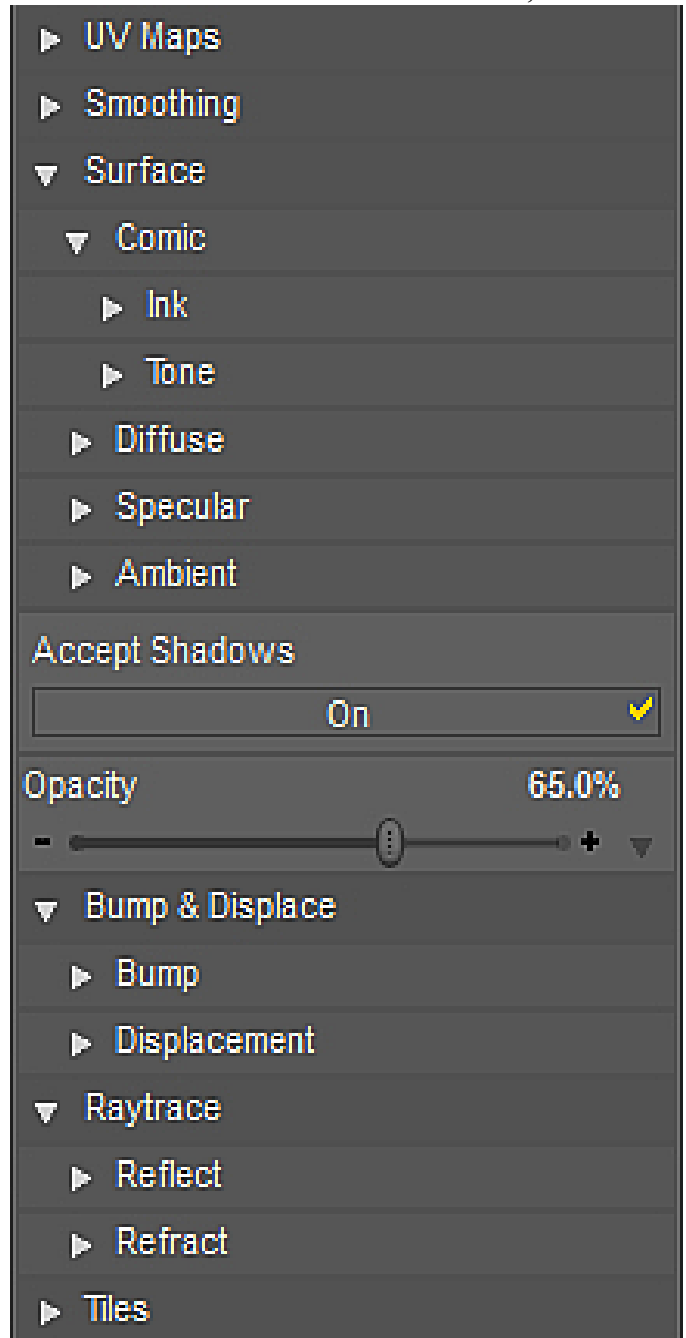 UV Maps
Smoothing
Surface
Comic
Ink
Tone
Diffuse
Specular
Ambient
Accept Shadows
On
Opacity 65.0%
Bump & Displace
Bump
Displacement
Raytrace
Reflect
Refract
Tiles